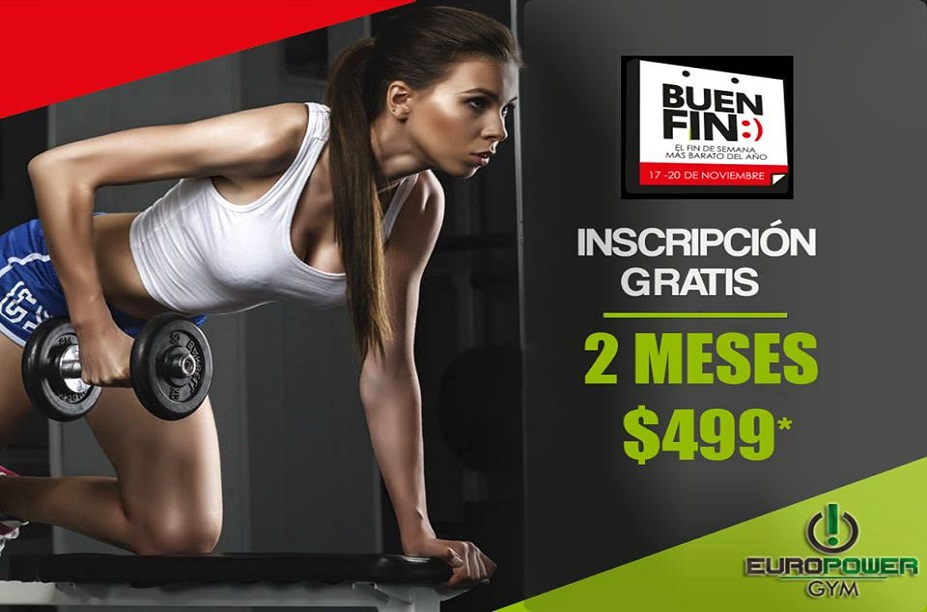 BUEN
FIN:)
EL FIN DE SEMANA
MÁS BARATO DEL AÑO
17 -20 DE NOVIEMBRE
INSCRIPCIÓN
GRATIS
2 MESES
$499*
EUROPOWER
GYM